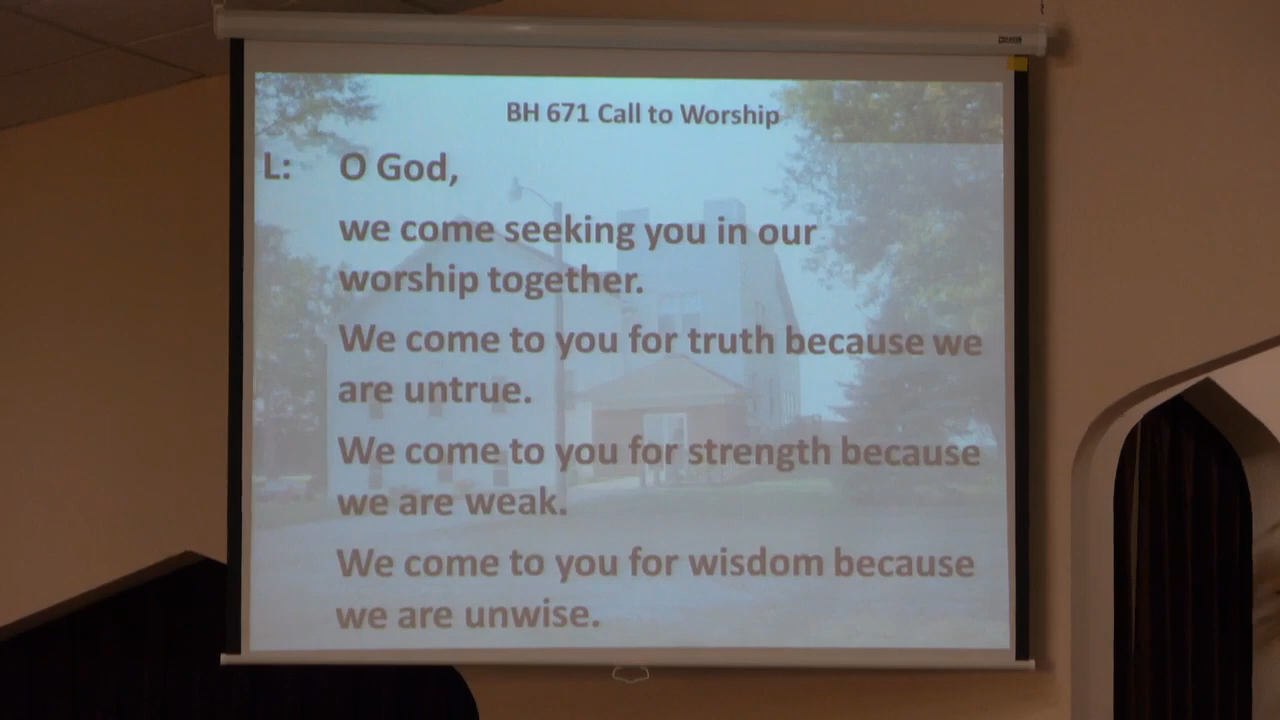 BH 671 Call to Worship
L: O God,
we come seeking you in our
worship together.
We come to you for truth because we
are untrue.
We come to you for strength because
we are weak.
We come to you for wisdom because
we are unwise.